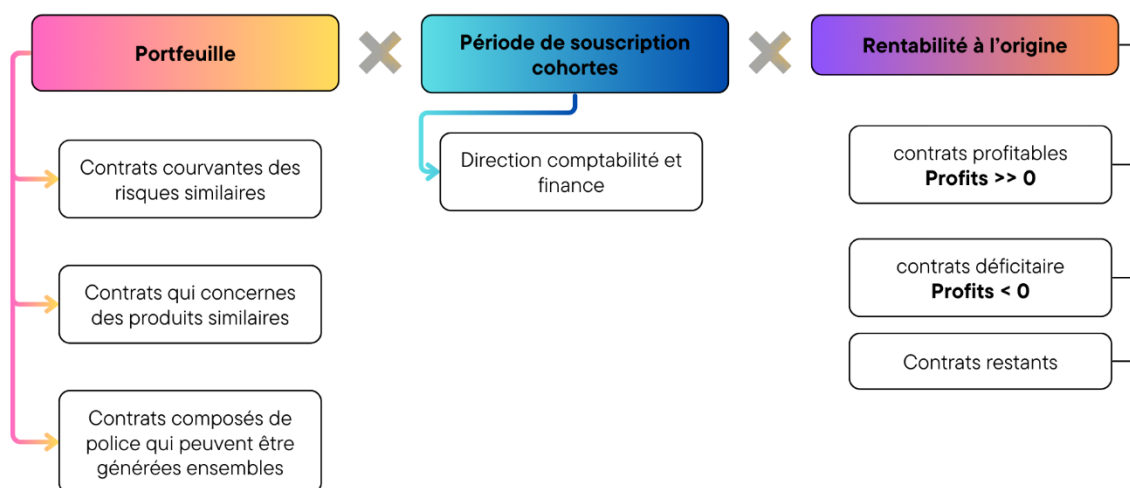 Portfeuille
Contrats courvantes des
risques similaires
Contrats qui concernes
des produits similaires
Contrats composés de
police qui peuvent être
générées ensembles
Période de souscription
cohortes
Direction comptabilité et
finance
Rentabilité à l'origine
contrats profitables
Profits >> 0
contrats déficitaire
Profits < 0
Contrats restants